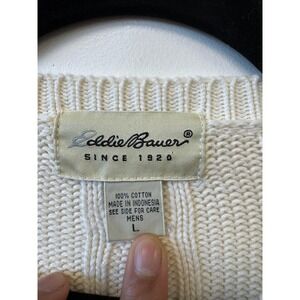 Eddie Bauer®
SINCE 1920
100% COTTON
MADE IN INDONESIA
SEE SIDE FOR CARE
MENS
L